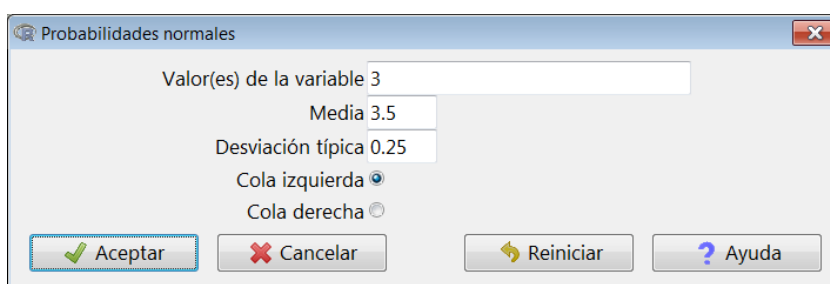 Probabilidades normales
Valor(es) de la variable 3
Media 3.5
Desviación típica 0.25
Cola izquierda
Cola derecha
Aceptar Cancelar Reiniciar ? Ayuda